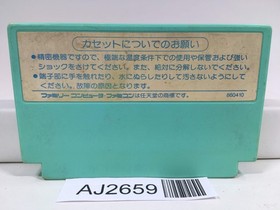 カセットについてのお願い
●精密機器ですので、極端な温度条件下での使用や保管および強い
ショックをさけてください。また、絶対に分解しないでください。
●端子部に手を触れたり、水にぬらしたりして汚さないようにして
ください。故障の原因となります。
ファミリーコンピュータ・ファミコンは任天堂の商標です。
AJ2659